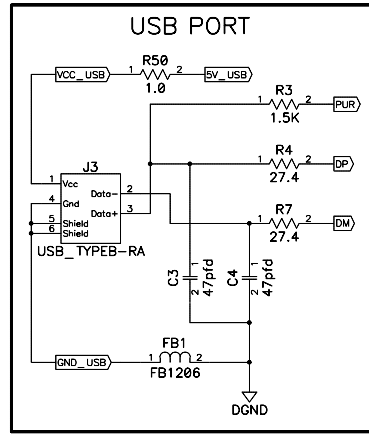 USB PORT
R50
VCC_USB 1 2 5V_USB
1.0
R3
1 2 PUR
1.5K
J3
R4
1 2 DP
27.4
1 Vcc
Data- 2
4 Gnd
Data+ 3
5 Shield
6 Shield
R7
1 2 DM
27.4
USB_TYPEB-RA
C3
1
2
47pfd
C4
1
2
47pfd
FB1
GND_USB 1 2
FB1206
DGND